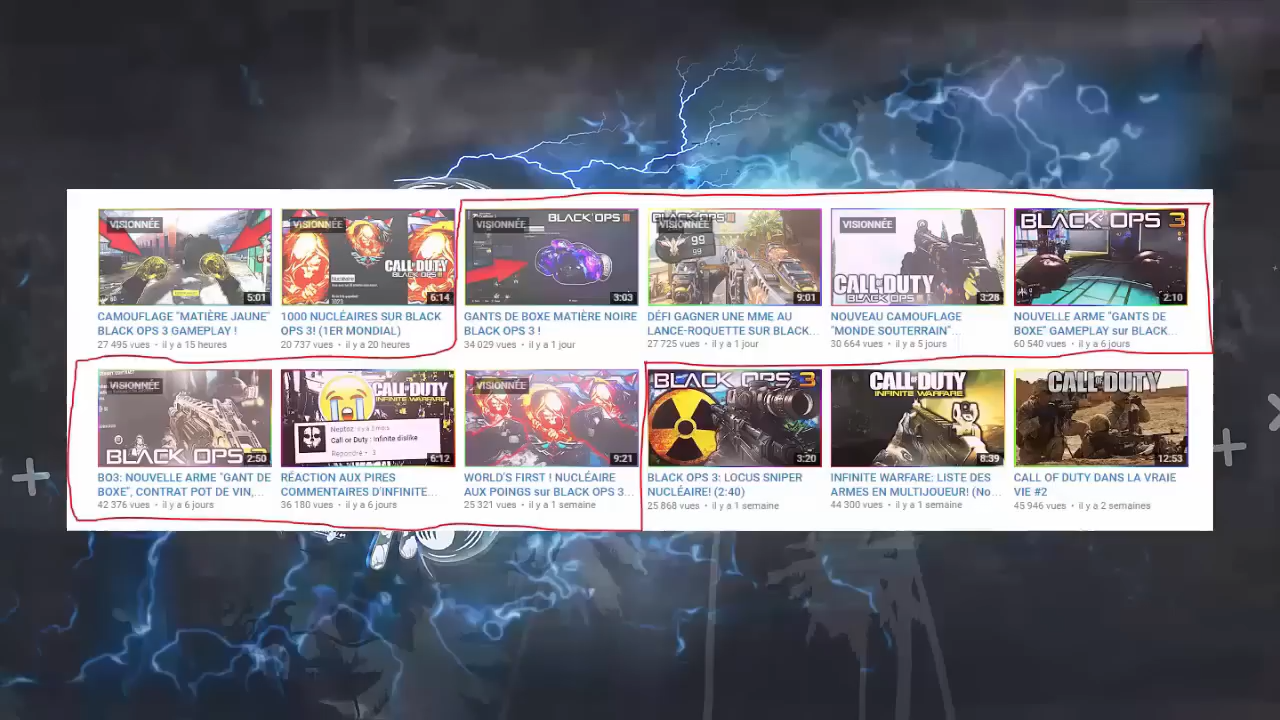 VISIONNÉE
5:01
CAMOUFLAGE "MATIÈRE JAUNE"
BLACK OPS 3 GAMEPLAY !
27 495 vues • il y a 15 heures
VISIONNÉE
CALL DUTY
BLACK OPS III
Nucléaire
6:14
1000 NUCLÉAIRES SUR BLACK
OPS 3! (1ER MONDIAL)
20 737 vues • il y a 20 heures
VISIONNÉE
BLACK OPS III
3:03
GANTS DE BOXE MATIÈRE NOIRE
BLACK OPS 3 !
34 029 vues • il y a 1 jour
BLACK OPS III
VISIONNÉE
99
99
9:01
DÉFI GAGNER UNE MME AU
LANCE-ROQUETTE SUR BLACK...
27 725 vues • il y a 1 jour
VISIONNÉE
CALL OF DUTY
BLACK OPS
3:28
NOUVEAU CAMOUFLAGE
"MONDE SOUTERRAIN"...
30 664 vues • il y a 5 jours
BLACK OPS 3
2:10
NOUVELLE ARME "GANTS DE
BOXE" GAMEPLAY sur BLACK...
60 540 vues • il y a 6 jours
VISIONNÉE
BLACK OPS
2:50
BO3: NOUVELLE ARME "GANT DE
BOXE", CONTRAT POT DE VIN,...
42 376 vues • il y a 6 jours
CALL OF DUTY
INFINITE WARFARE
Neptez il y a 2 mois
Call or Duty : Infinite dislike
Répondre • 3
6:12
RÉACTION AUX PIRES
COMMENTAIRES D'INFINITE...
36 180 vues • il y a 6 jours
VISIONNÉE
9:21
WORLD'S FIRST ! NUCLÉAIRE
AUX POINGS sur BLACK OPS 3...
25 321 vues • il y a 1 semaine
BLACK OPS 3
3:20
BLACK OPS 3: LOCUS SNIPER
NUCLÉAIRE! (2:40)
25 868 vues • il y a 1 semaine
CALL OF DUTY
INFINITE WARFARE
8:39
INFINITE WARFARE: LISTE DES
ARMES EN MULTIJOUEUR! (No...
44 300 vues • il y a 1 semaine
CALL OF DUTY
12:53
CALL OF DUTY DANS LA VRAIE
VIE #2
45 946 vues • il y a 2 semaines